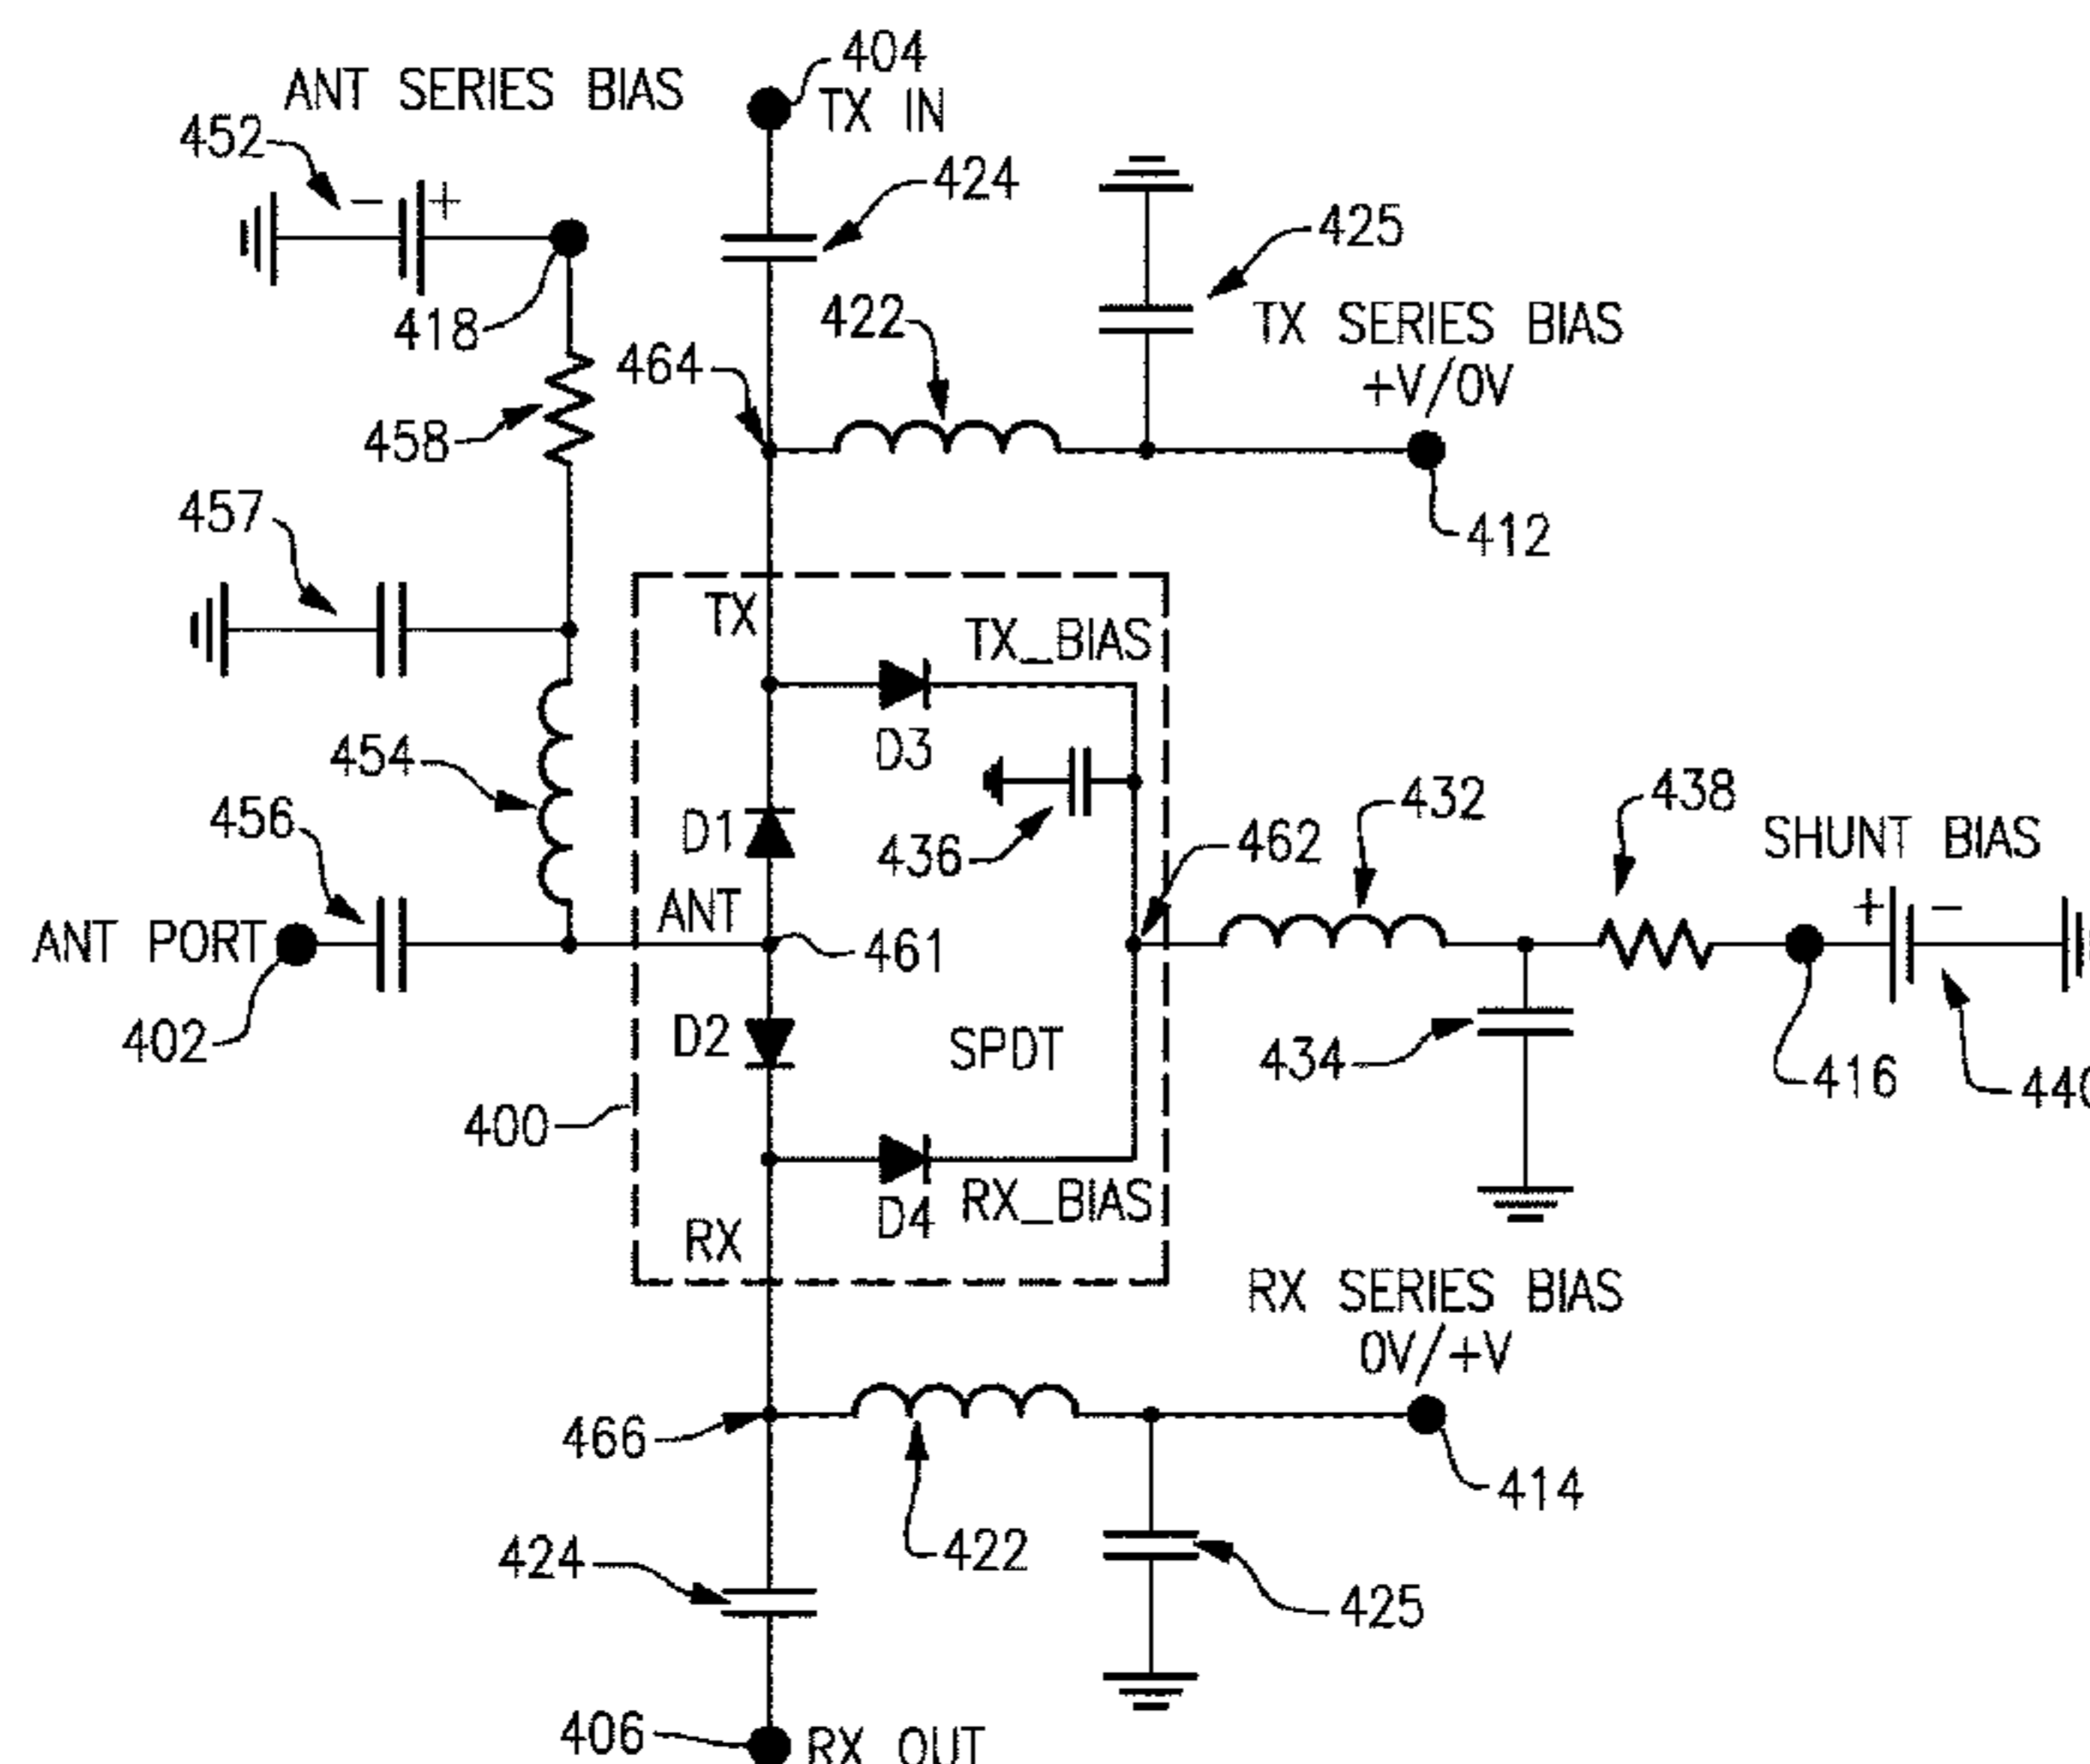 404
ANT SERIES BIAS
TX IN
452
- +
424
425
418
422
TX SERIES BIAS
+V/0V
464
458
412
457
TX
TX_BIAS
D3
454
432
438
456
D1
436
462
SHUNT BIAS
+ -
ANT
ANT PORT
461
402
D2
SPDT
434
416
440
400
D4
RX_BIAS
RX
RX SERIES BIAS
0V/+V
466
414
422
424
425
406
RX OUT